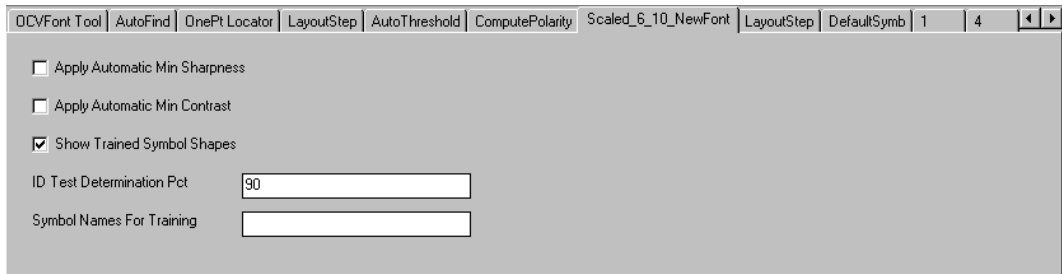 OCVFont Tool AutoFind OnePt Locator LayoutStep AutoThreshold ComputePolarity Scaled_6_10_NewFont LayoutStep DefaultSymb 1 4
Apply Automatic Min Sharpness
Apply Automatic Min Contrast
Show Trained Symbol Shapes
ID Test Determination Pct 90
Symbol Names For Training